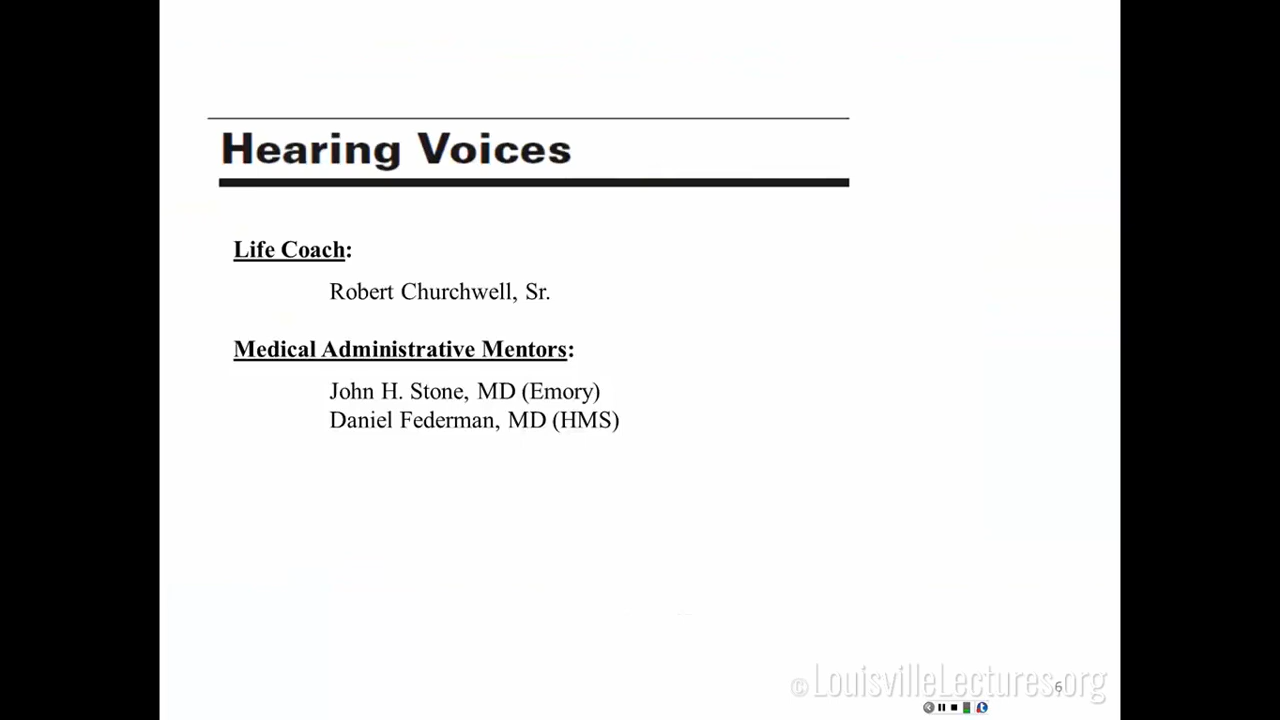 Hearing Voices
Life Coach:
Robert Churchwell, Sr.
Medical Administrative Mentors:
John H. Stone, MD (Emory)
Daniel Federman, MD (HMS)
© LouisvilleLectures.org
6